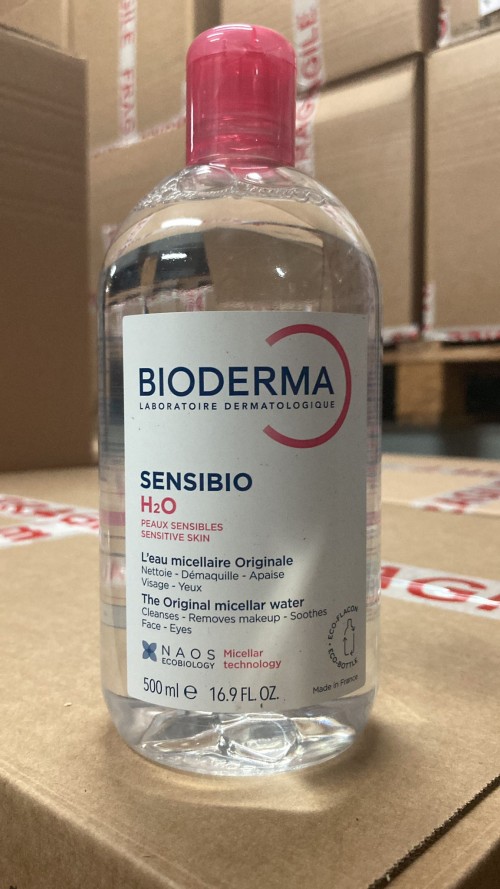 FRAGILE
FRAGILE
BIODERMA
LABORATOIRE DERMATOLOGIQUE
SENSIBIO
H₂O
PEAUX SENSIBLES
SENSITIVE SKIN
L'eau micellaire Originale
Nettoie - Démaquille - Apaise
Visage - Yeux
The Original micellar water
Cleanses - Removes makeup - Soothes
Face - Eyes
ECO-FLACON
ECO-BOTTLE
NAOS
ECOBIOLOGY
Micellar
technology
500 ml ℮ 16.9 FL. OZ.
Made in France